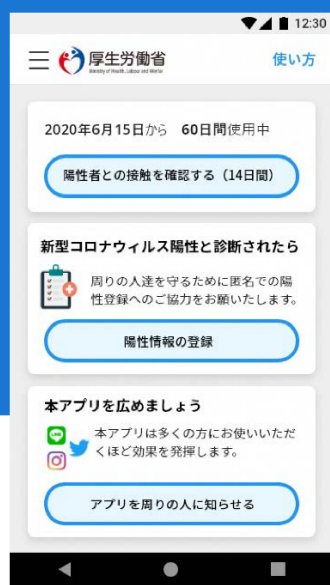 12:30
厚生労働省
Ministry of Health, Labour and Welfare
使い方
2020年6月15日から 60日間使用中
陽性者との接触を確認する（14日間）
新型コロナウィルス陽性と診断されたら
周りの人達を守るために匿名での陽
性登録へのご協力をお願いたします。
陽性情報の登録
本アプリを広めましょう
LINE
本アプリは多くの方にお使いいただ
くほど効果を発揮します。
アプリを周りの人に知らせる